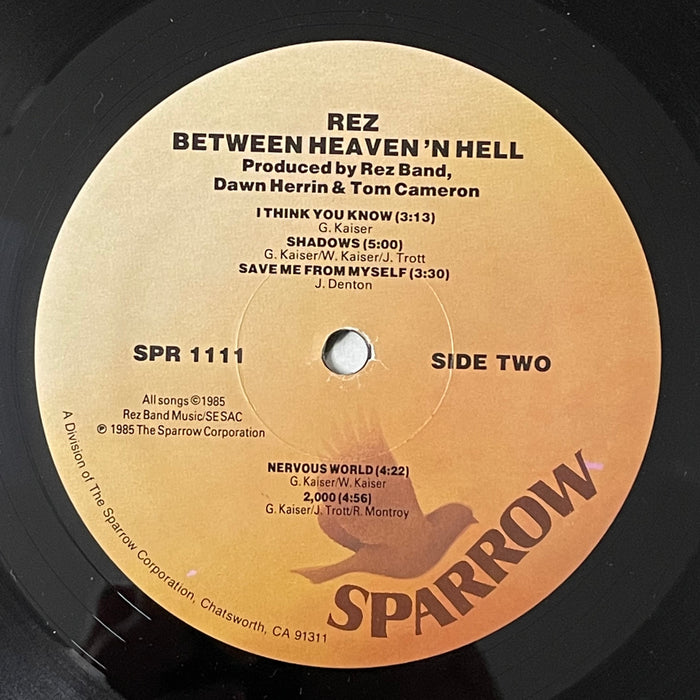 REZ
BETWEEN HEAVEN 'N HELL
Produced by Rez Band,
Dawn Herrin & Tom Cameron
I THINK YOU KNOW (3:13)
G. Kaiser
SHADOWS (5:00)
G. Kaiser/W. Kaiser/J. Trott
SAVE ME FROM MYSELF (3:30)
J. Denton
SPR 1111
SIDE TWO
All songs ©1985
Rez Band Music/SESAC
℗ 1985 The Sparrow Corporation
NERVOUS WORLD (4:22)
G. Kaiser/W. Kaiser
2,000 (4:56)
G. Kaiser/J. Trott/R. Montroy
A Division of The Sparrow Corporation, Chatsworth, CA 91311
SPARROW